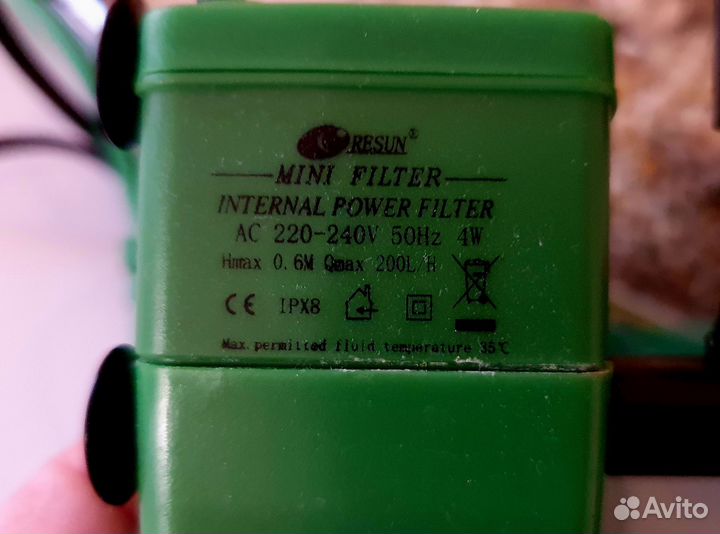 RESUN®
MINI FILTER
INTERNAL POWER FILTER
AC 220-240V 50Hz 4W
Hmax 0.6M Qmax 200L/H
CE IPX8
Max. permitted fluid temperature 35℃
Avito